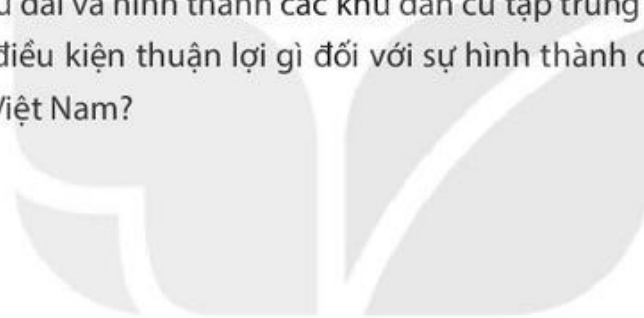 dài và hình thành các khu dân cư tập trung
điều kiện thuận lợi gì đối với sự hình thành
Việt Nam?